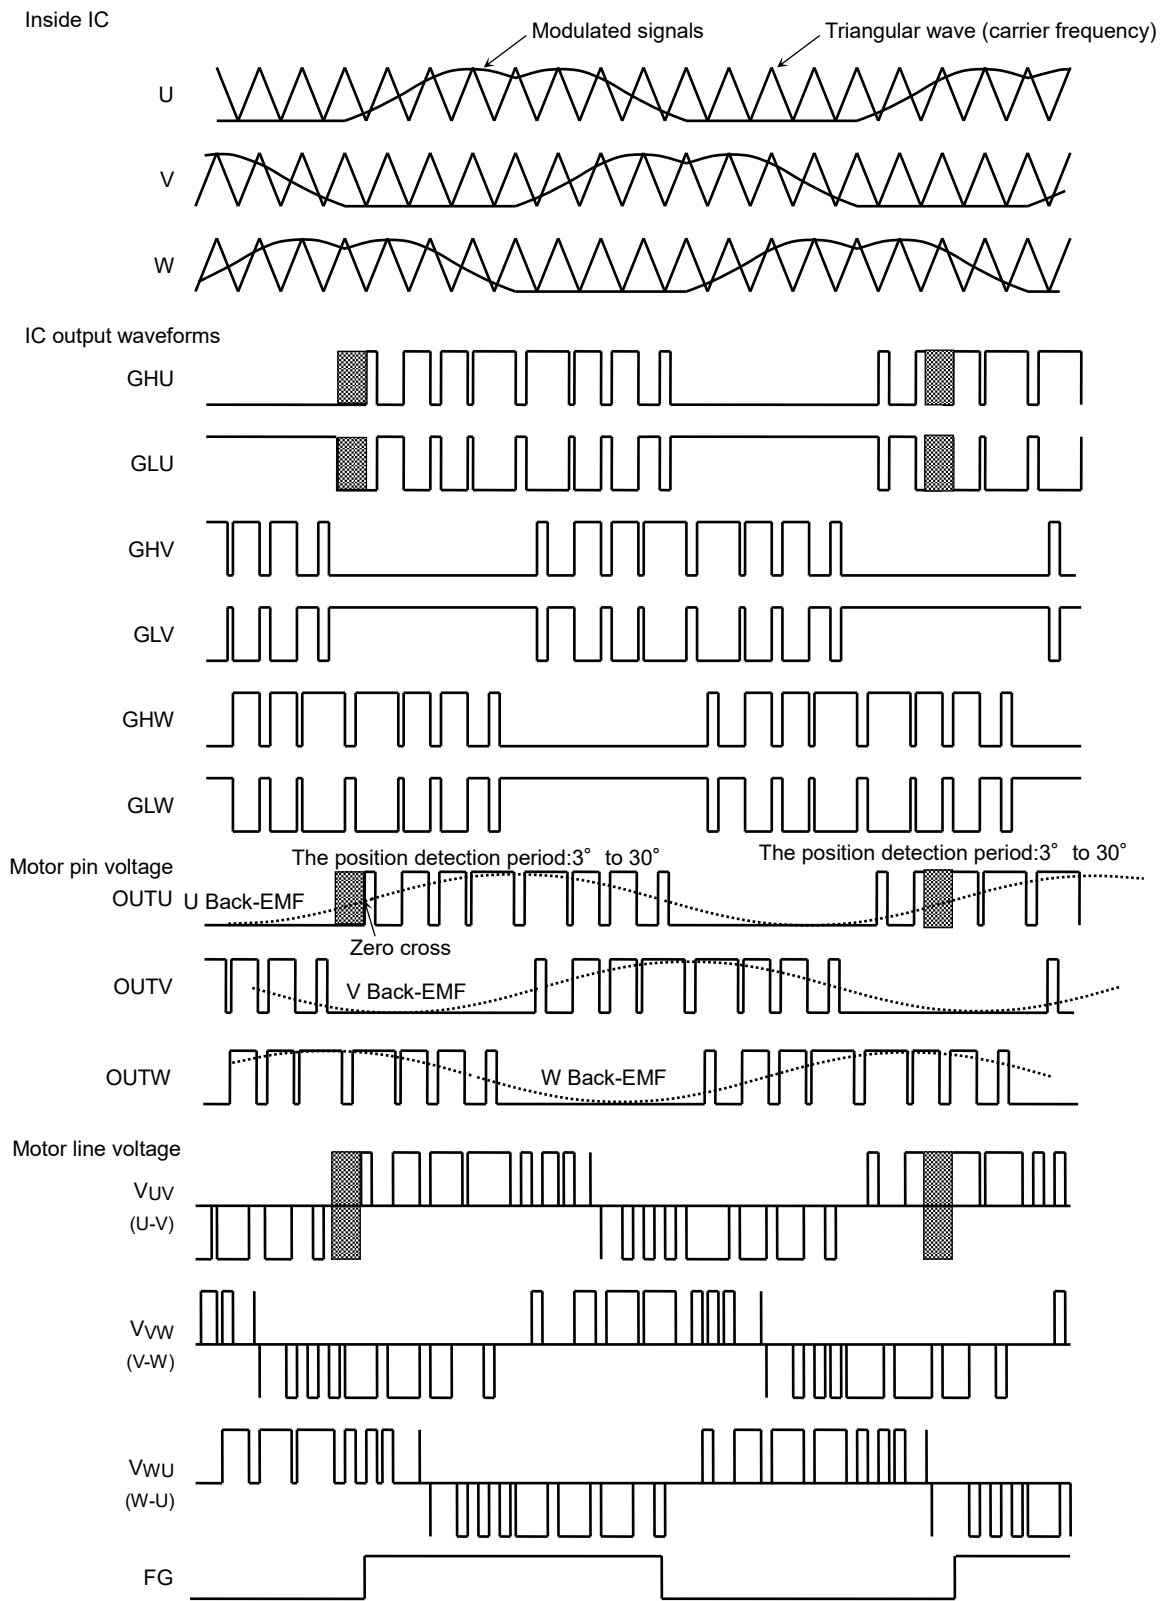 Inside IC
Modulated signals
Triangular wave (carrier frequency)
U
V
W
IC output waveforms
GHU
GLU
GHV
GLV
GHW
GLW
The position detection period:3° to 30°
The position detection period:3° to 30°
Motor pin voltage
OUTU
U Back-EMF
Zero cross
OUTV
V Back-EMF
OUTW
W Back-EMF
Motor line voltage
VUV
(U-V)
VVW
(V-W)
VWU
(W-U)
FG